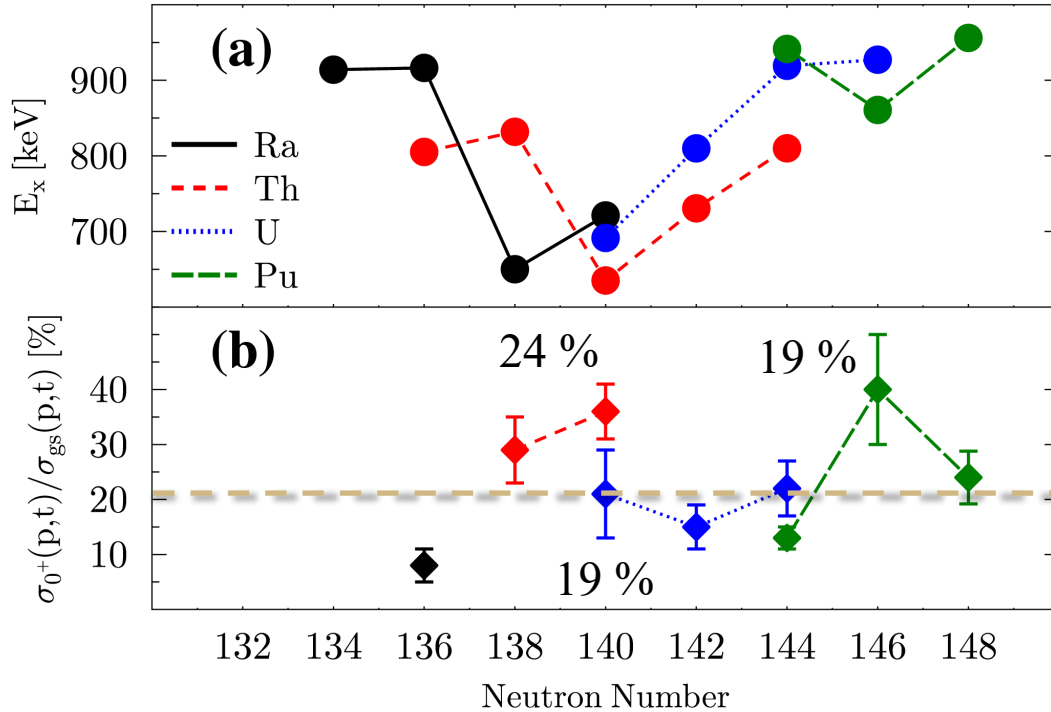 (a)
E_x [keV]
900
800
700
Ra
Th
U
Pu
(b)
σ_0+(p,t)/σ_gs(p,t) [%]
40
30
20
10
24 %
19 %
19 %
132 134 136 138 140 142 144 146 148
Neutron Number